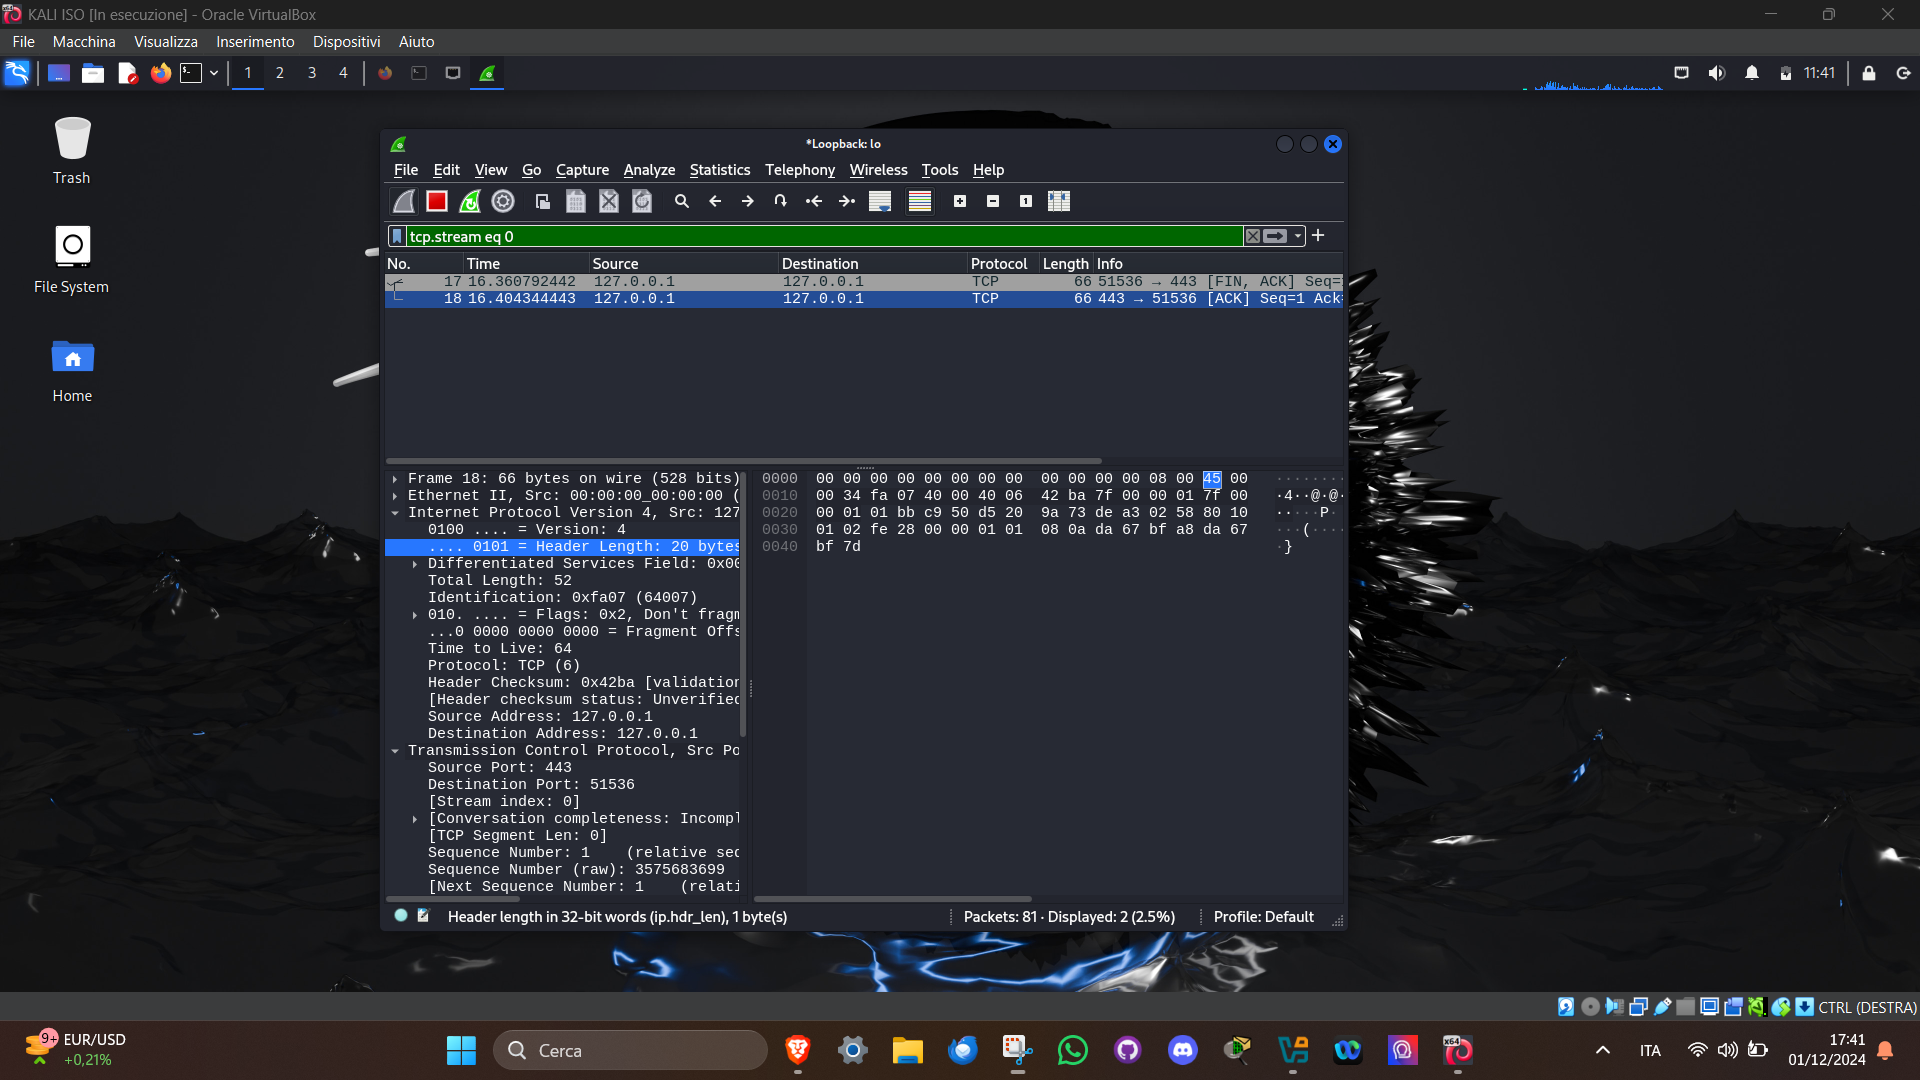 KALI ISO [In esecuzione] - Oracle VirtualBox
File Macchina Visualizza Inserimento Dispositivi Aiuto
1 2 3 4 11:41
Trash
File System
Home
*Loopback: lo
File Edit View Go Capture Analyze Statistics Telephony Wireless Tools Help
tcp.stream eq 0
No. Time Source Destination Protocol Length Info
17 16.360792442 127.0.0.1 127.0.0.1 TCP 66 51536 → 443 [FIN, ACK] Seq=
18 16.404344443 127.0.0.1 127.0.0.1 TCP 66 443 → 51536 [ACK] Seq=1 Ack
Frame 18: 66 bytes on wire (528 bits)
Ethernet II, Src: 00:00:00_00:00:00 (
Internet Protocol Version 4, Src: 127
0100 .... = Version: 4
.... 0101 = Header Length: 20 bytes
Differentiated Services Field: 0x00
Total Length: 52
Identification: 0xfa07 (64007)
010. .... = Flags: 0x2, Don't fragm
...0 0000 0000 0000 = Fragment Offs
Time to Live: 64
Protocol: TCP (6)
Header Checksum: 0x42ba [validation
[Header checksum status: Unverified
Source Address: 127.0.0.1
Destination Address: 127.0.0.1
Transmission Control Protocol, Src Po
Source Port: 443
Destination Port: 51536
[Stream index: 0]
[Conversation completeness: Incompl
[TCP Segment Len: 0]
Sequence Number: 1 (relative seq
Sequence Number (raw): 3575683699
[Next Sequence Number: 1 (relati
0000 00 00 00 00 00 00 00 00 00 00 00 00 08 00 45 00 ········
0010 00 34 fa 07 40 00 40 06 42 ba 7f 00 00 01 7f 00 ·4··@·@·
0020 00 01 01 bb c9 50 d5 20 9a 73 de a3 02 58 80 10 ·····P·
0030 01 02 fe 28 00 00 01 01 08 0a da 67 bf a8 da 67 ···(····
0040 bf 7d ·}
Header length in 32-bit words (ip.hdr_len), 1 byte(s)
Packets: 81 · Displayed: 2 (2.5%)
Profile: Default
CTRL (DESTRA)
9+ EUR/USD
+0,21%
Cerca
x64
ITA
17:41
01/12/2024